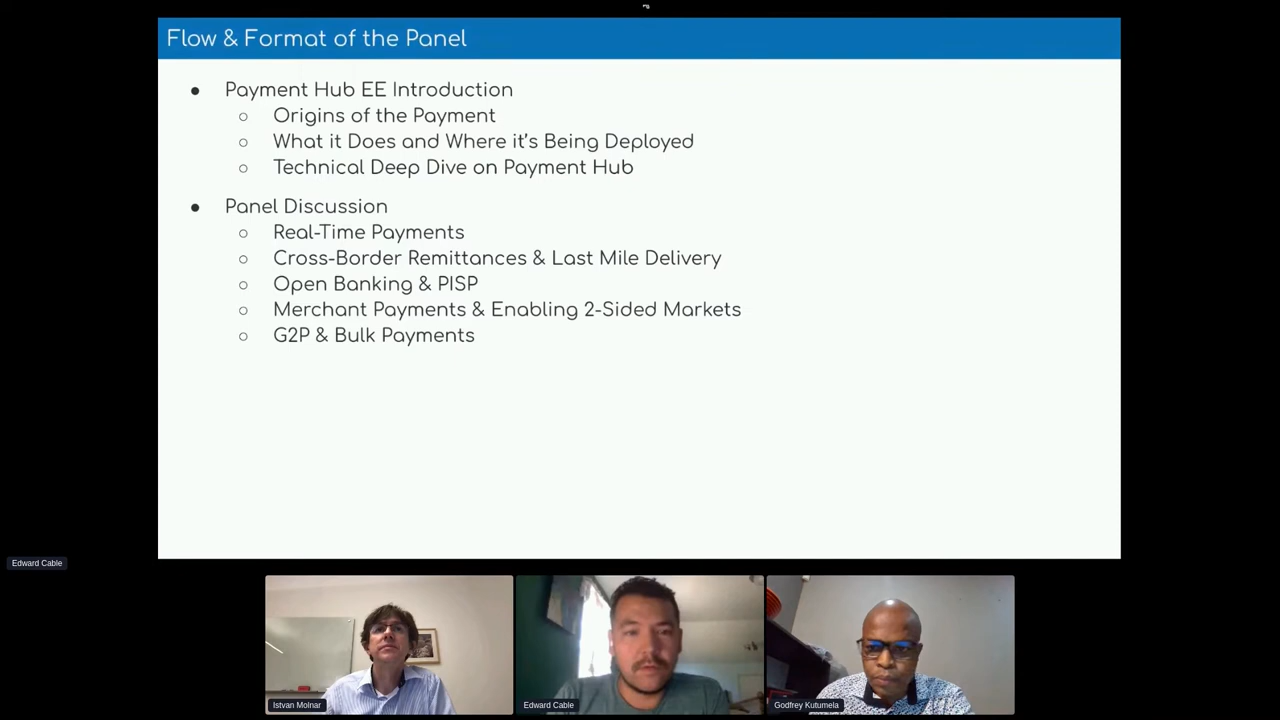 Flow & Format of the Panel
● Payment Hub EE Introduction
○ Origins of the Payment
○ What it Does and Where it's Being Deployed
○ Technical Deep Dive on Payment Hub
● Panel Discussion
○ Real-Time Payments
○ Cross-Border Remittances & Last Mile Delivery
○ Open Banking & PISP
○ Merchant Payments & Enabling 2-Sided Markets
○ G2P & Bulk Payments
Edward Cable
Istvan Molnar
Edward Cable
Godfrey Kutumela